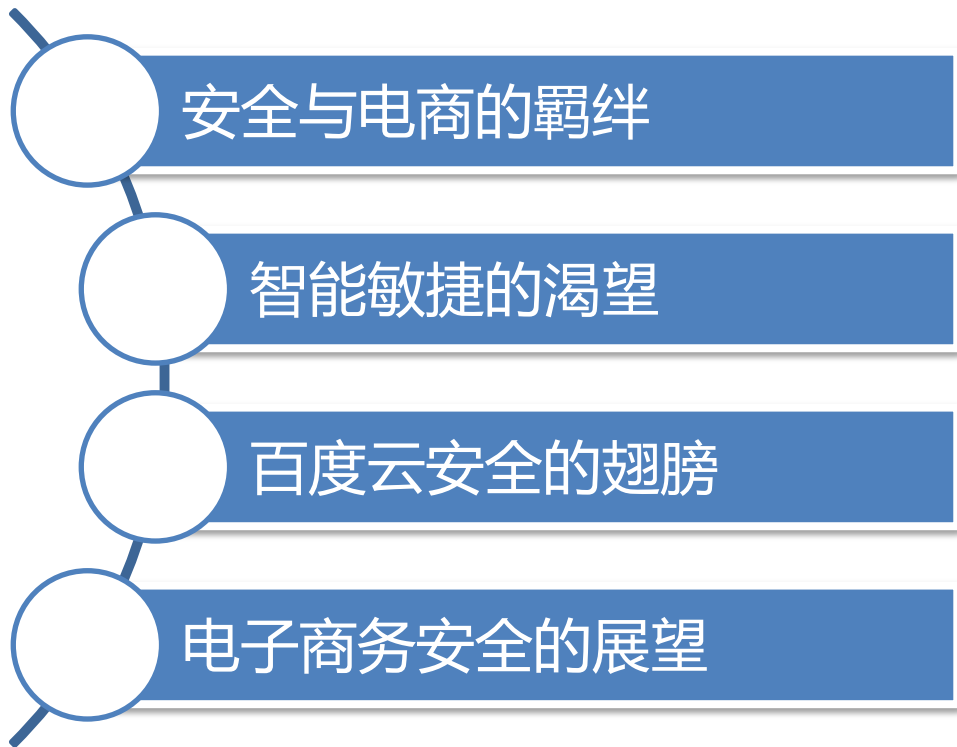 安全与电商的羁绊
智能敏捷的渴望
百度云安全的翅膀
电子商务安全的展望